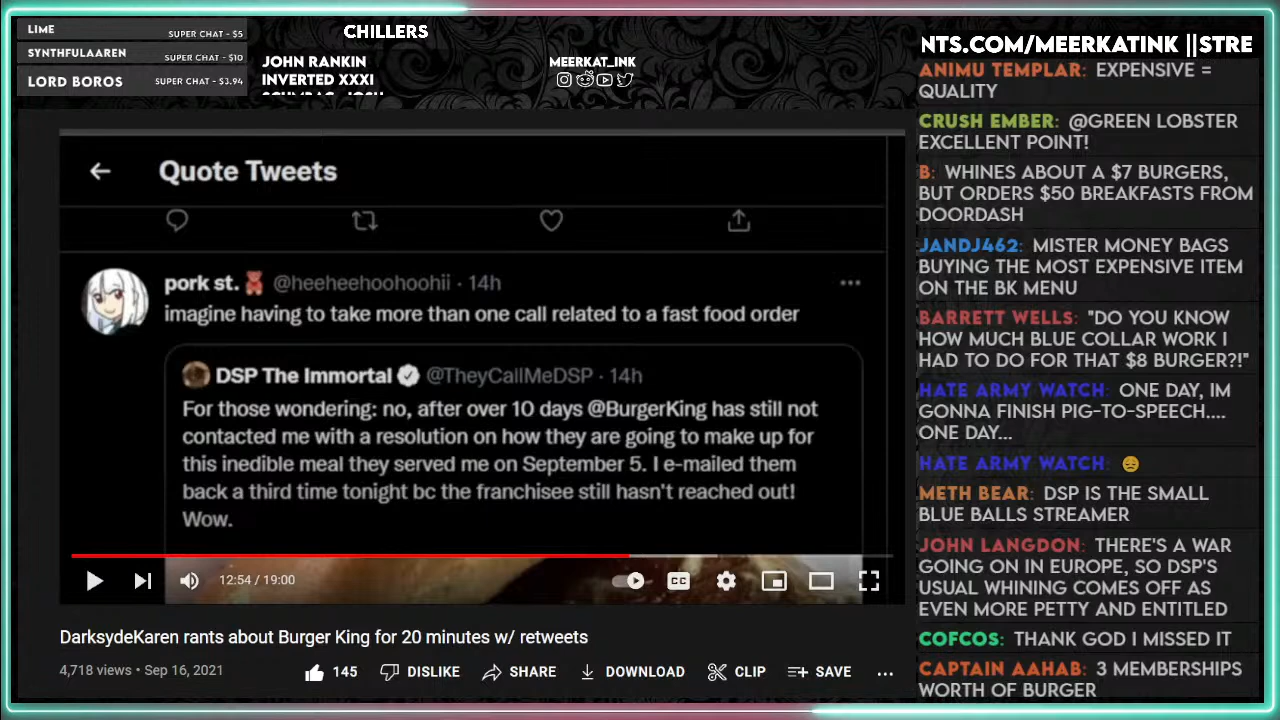 LIME SUPER CHAT - $5
SYNTHFULAAREN SUPER CHAT - $10
LORD BOROS SUPER CHAT - $3.94
CHILLERS
JOHN RANKIN
INVERTED XXXI
MEERKAT_INK
NTS.COM/MEERKATINK ||STRE
Quote Tweets
pork st. @heeheehoohoohii · 14h
imagine having to take more than one call related to a fast food order
DSP The Immortal @TheyCallMeDSP · 14h
For those wondering: no, after over 10 days @BurgerKing has still not
contacted me with a resolution on how they are going to make up for
this inedible meal they served me on September 5. I e-mailed them
back a third time tonight bc the franchisee still hasn't reached out!
Wow.
12:54 / 19:00
CC
DarksydeKaren rants about Burger King for 20 minutes w/ retweets
4,718 views • Sep 16, 2021
145 DISLIKE SHARE DOWNLOAD CLIP SAVE
ANIMU TEMPLAR: EXPENSIVE =
QUALITY
CRUSH EMBER: @GREEN LOBSTER
EXCELLENT POINT!
B: WHINES ABOUT A $7 BURGERS,
BUT ORDERS $50 BREAKFASTS FROM
DOORDASH
JANDJ462: MISTER MONEY BAGS
BUYING THE MOST EXPENSIVE ITEM
ON THE BK MENU
BARRETT WELLS: "DO YOU KNOW
HOW MUCH BLUE COLLAR WORK I
HAD TO DO FOR THAT $8 BURGER?!"
HATE ARMY WATCH: ONE DAY, IM
GONNA FINISH PIG-TO-SPEECH....
ONE DAY...
HATE ARMY WATCH: 😔
METH BEAR: DSP IS THE SMALL
BLUE BALLS STREAMER
JOHN LANGDON: THERE'S A WAR
GOING ON IN EUROPE, SO DSP'S
USUAL WHINING COMES OFF AS
EVEN MORE PETTY AND ENTITLED
COFCOS: THANK GOD I MISSED IT
CAPTAIN AAHAB: 3 MEMBERSHIPS
WORTH OF BURGER